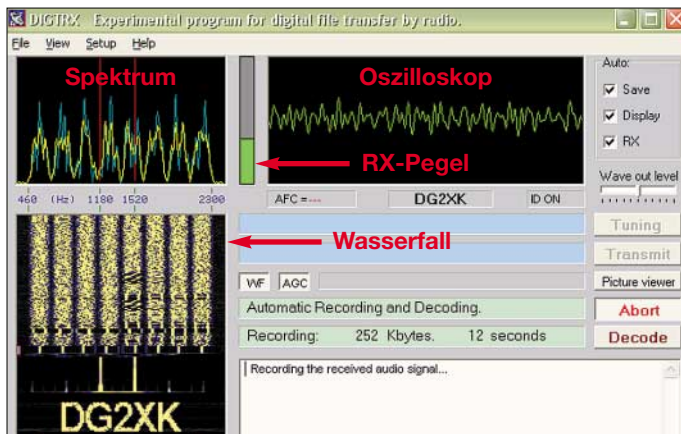 DIGTRX Experimental program for digital file transfer by radio.
File View Setup Help
Spektrum
Oszilloskop
Auto:
Save
Display
RX
RX-Pegel
Wave out level
460 (Hz) 1180 1520 2300
AFC =---
DG2XK
ID ON
Tuning
Wasserfall
Transmit
WF AGC
Picture viewer
Automatic Recording and Decoding.
Abort
Recording: 252 Kbytes. 12 seconds
Decode
Recording the received audio signal...
DG2XK